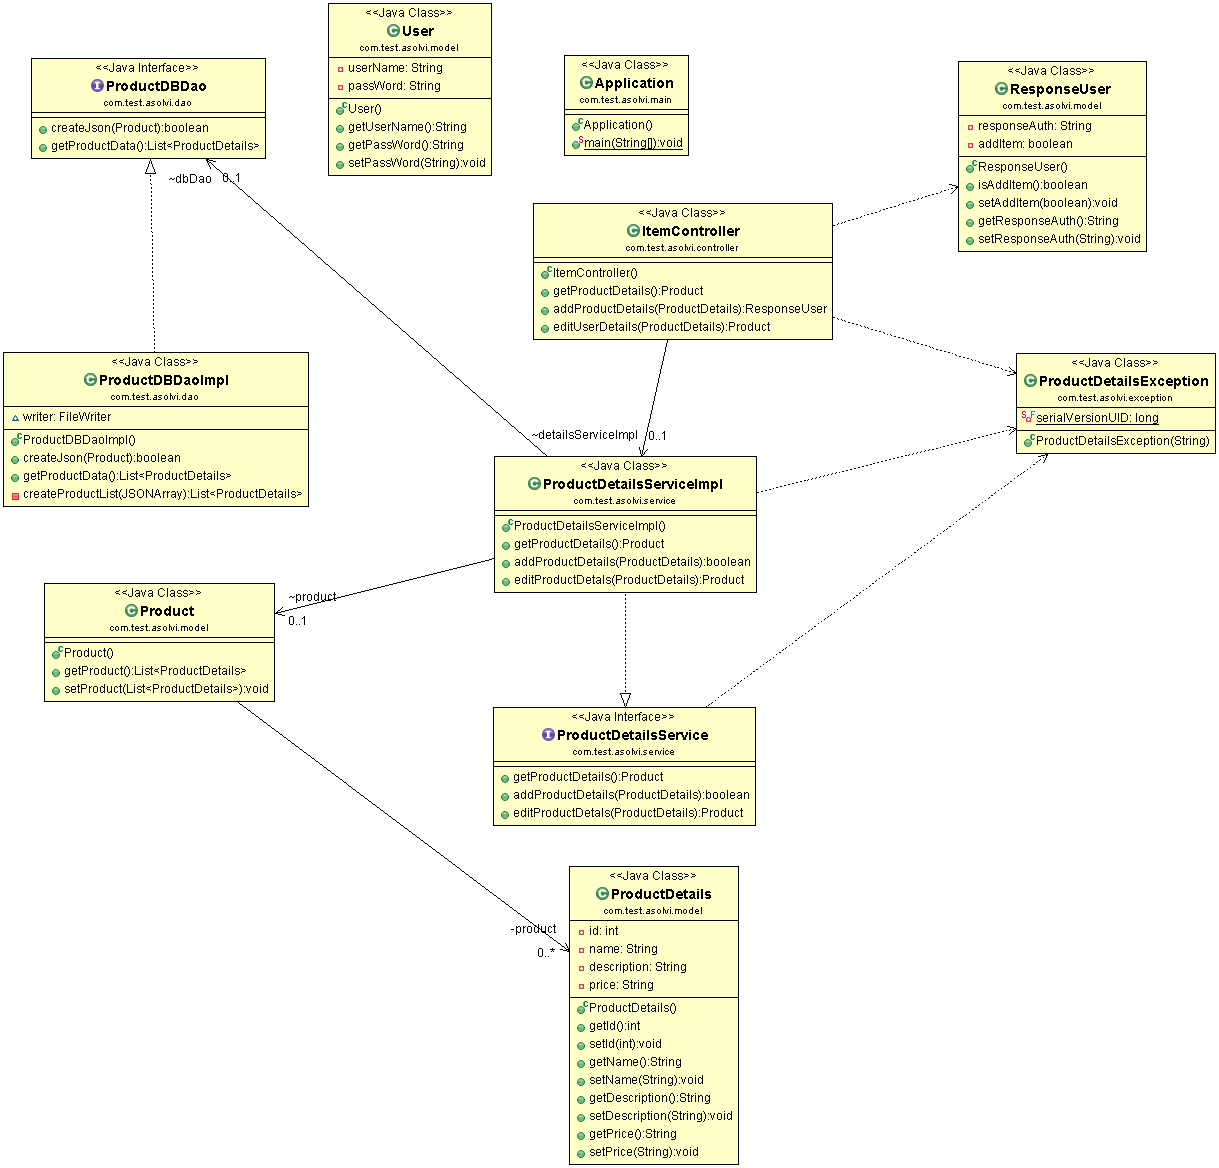 <<Java Class>>
User
com.test.asolvi.model
userName: String
passWord: String
User()
getUserName():String
getPassWord():String
setPassWord(String):void
<<Java Interface>>
ProductDBDao
com.test.asolvi.dao
createJson(Product):boolean
getProductData():List<ProductDetails>
<<Java Class>>
Application
com.test.asolvi.main
Application()
main(String[]):void
<<Java Class>>
ResponseUser
com.test.asolvi.model
responseAuth: String
addItem: boolean
ResponseUser()
isAddItem():boolean
setAddItem(boolean):void
getResponseAuth():String
setResponseAuth(String):void
~dbDao 0..1
<<Java Class>>
ItemController
com.test.asolvi.controller
ItemController()
getProductDetails():Product
addProductDetails(ProductDetails):ResponseUser
editUserDetails(ProductDetails):Product
<<Java Class>>
ProductDBDaoImpl
com.test.asolvi.dao
writer: FileWriter
ProductDBDaoImpl()
createJson(Product):boolean
getProductData():List<ProductDetails>
createProductList(JSONArray):List<ProductDetails>
<<Java Class>>
ProductDetailsException
com.test.asolvi.exception
serialVersionUID: long
ProductDetailsException(String)
~detailsServiceImpl 0..1
<<Java Class>>
ProductDetailsServiceImpl
com.test.asolvi.service
ProductDetailsServiceImpl()
getProductDetails():Product
addProductDetails(ProductDetails):boolean
editProductDetals(ProductDetails):Product
~product
0..1
<<Java Class>>
Product
com.test.asolvi.model
Product()
getProduct():List<ProductDetails>
setProduct(List<ProductDetails>):void
<<Java Interface>>
ProductDetailsService
com.test.asolvi.service
getProductDetails():Product
addProductDetails(ProductDetails):boolean
editProductDetals(ProductDetails):Product
-product
0..*
<<Java Class>>
ProductDetails
com.test.asolvi.model
id: int
name: String
description: String
price: String
ProductDetails()
getId():int
setId(int):void
getName():String
setName(String):void
getDescription():String
setDescription(String):void
getPrice():String
setPrice(String):void